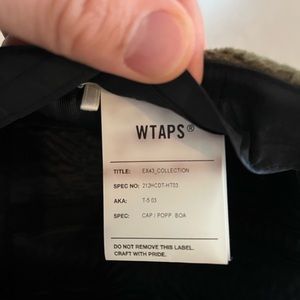 WTAPS®
TITLE: EX43_COLLECTION
SPEC NO: 212HCDT-HT03
AKA: T-5 03
SPEC: CAP / POPP. BOA
DO NOT REMOVE THIS LABEL.
CRAFT WITH PRIDE.